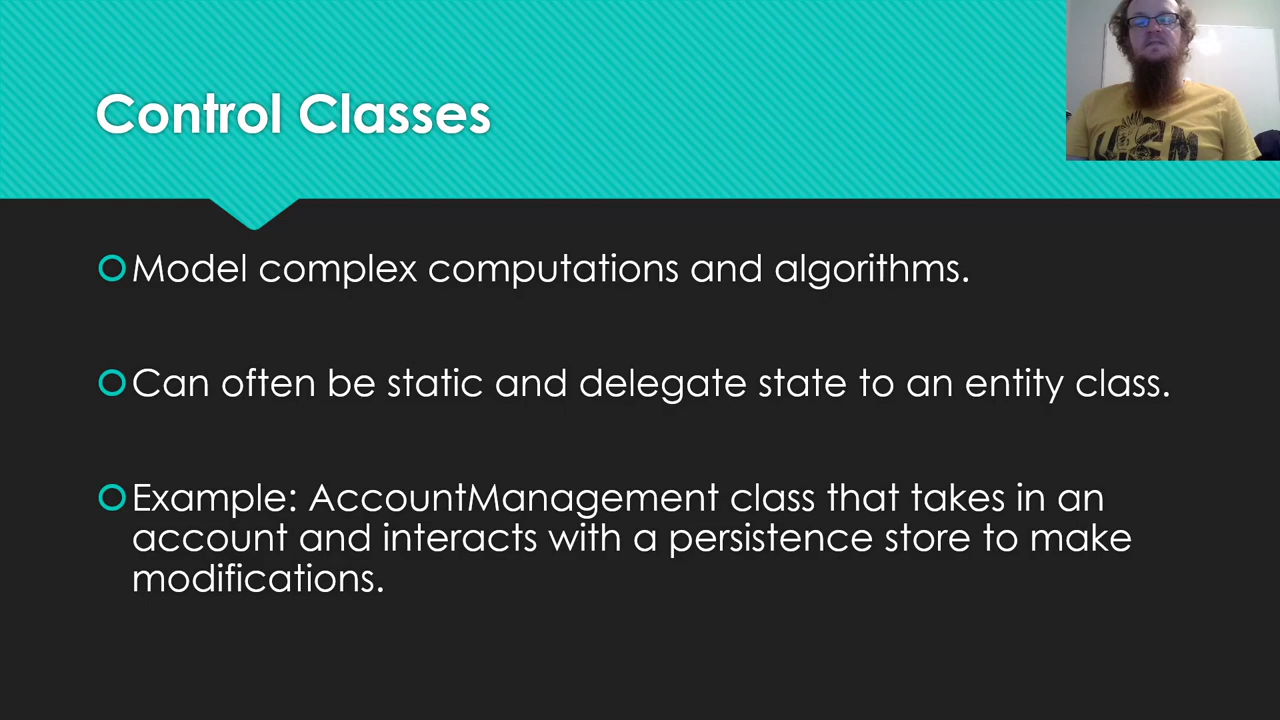 Control Classes
Model complex computations and algorithms.
Can often be static and delegate state to an entity class.
Example: AccountManagement class that takes in an
account and interacts with a persistence store to make
modifications.